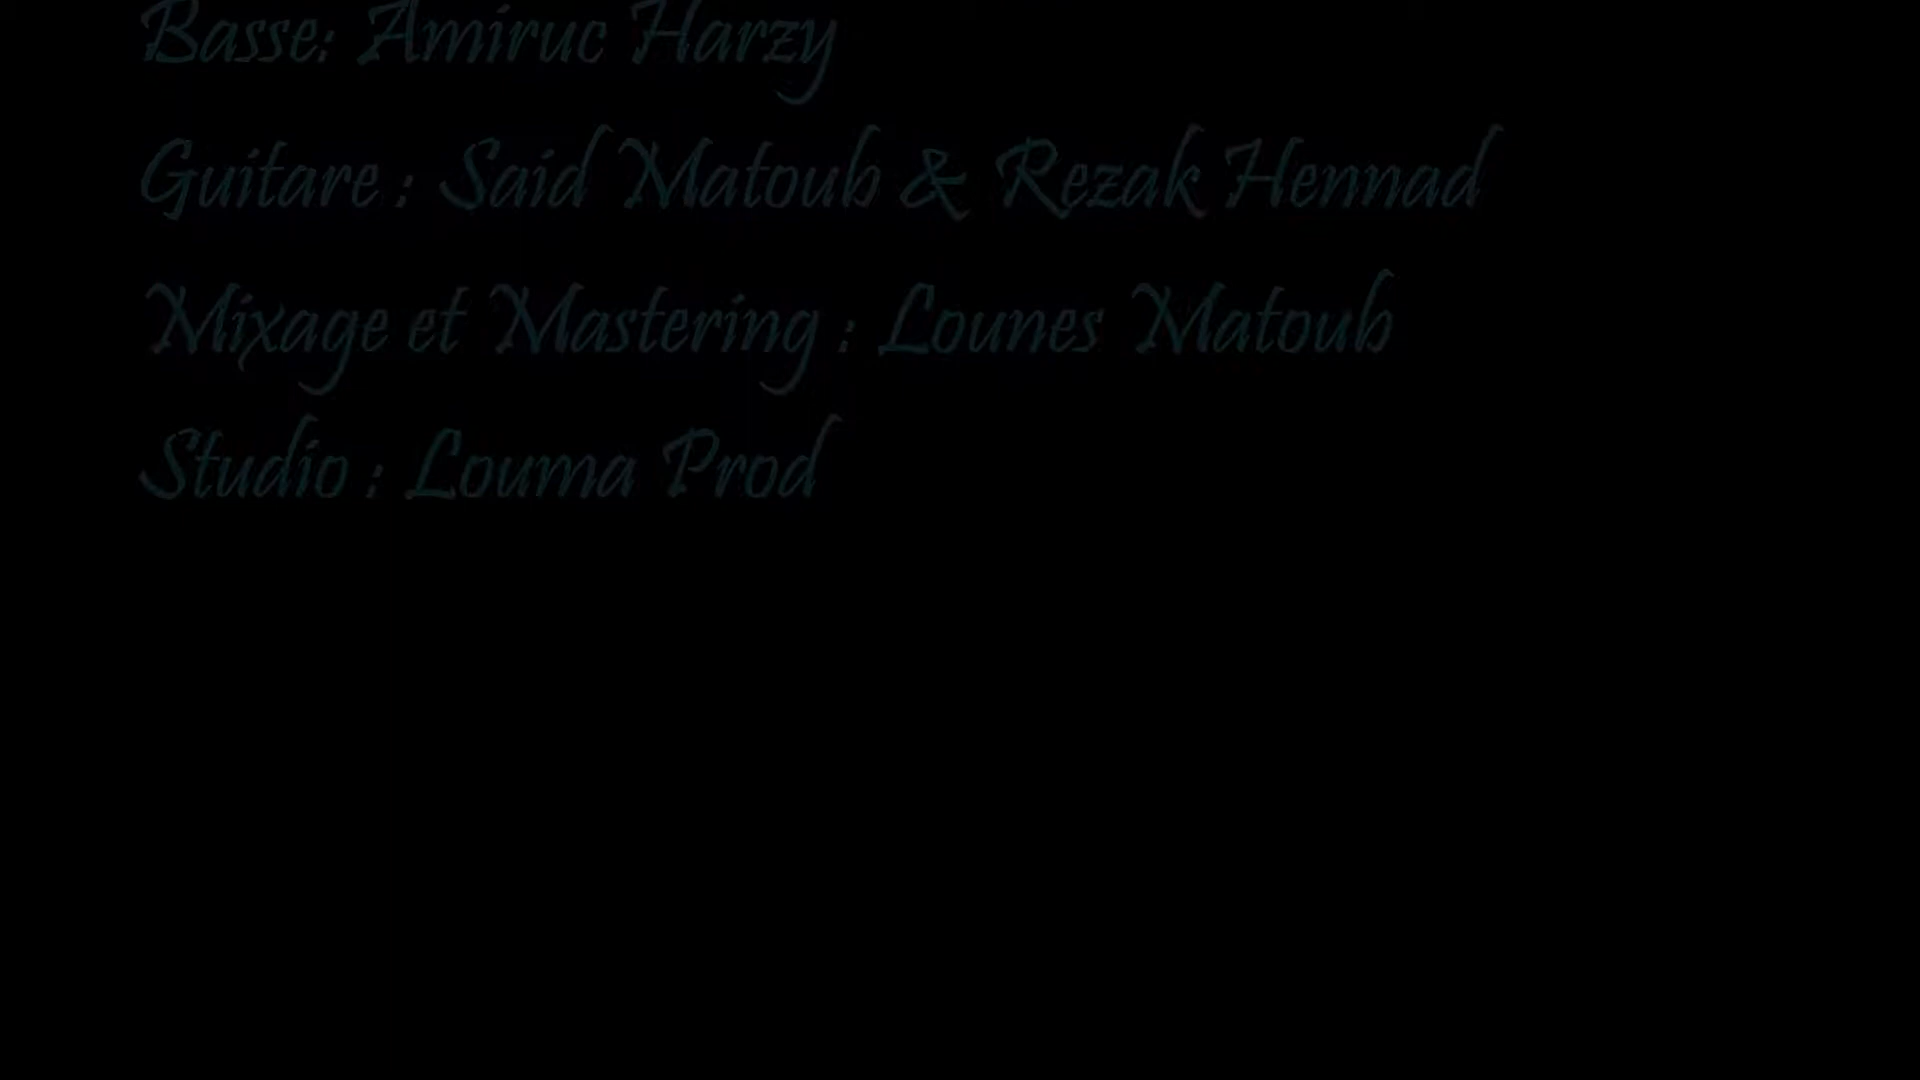 Basse: Amiruc Harzy
Guitare : Said Matoub & Rezak Hennad
Mixage et Mastering : Lounes Matoub
Studio : Louma Prod